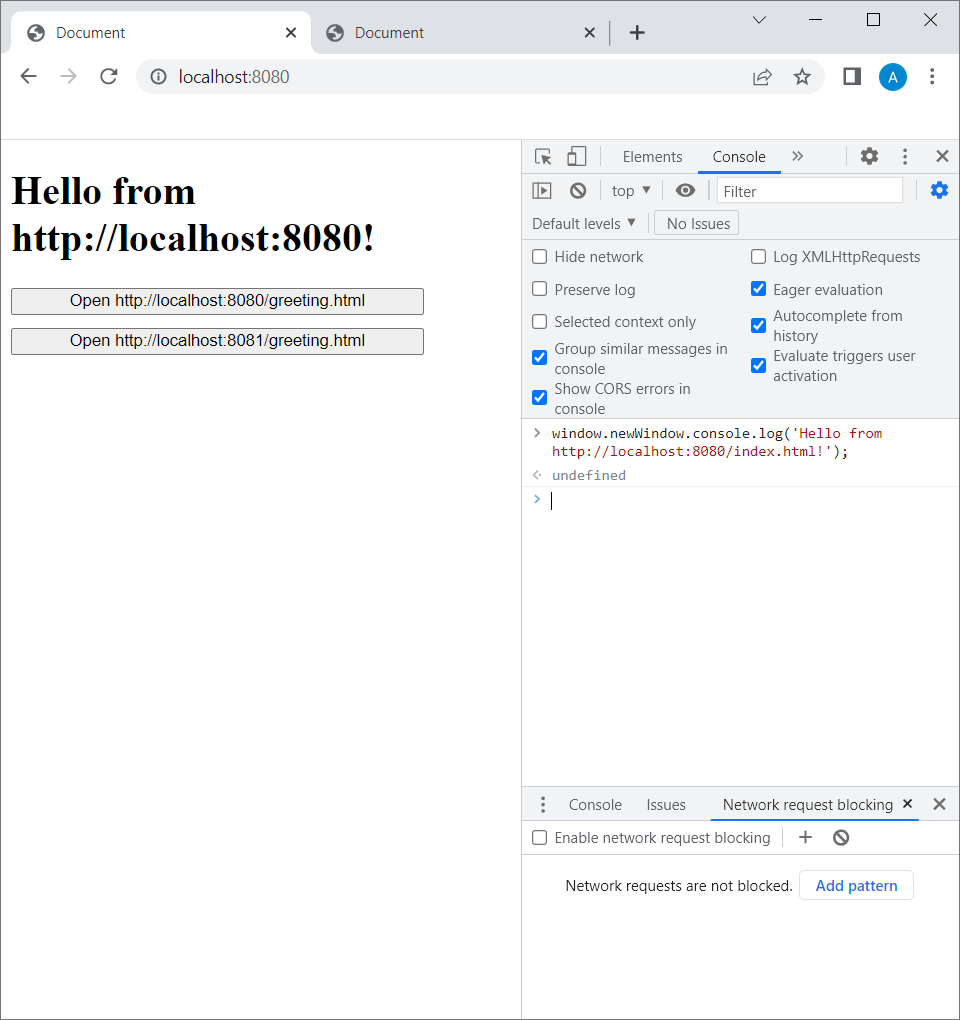 Document
Document
localhost:8080
A
Hello from
http://localhost:8080!
Open http://localhost:8080/greeting.html
Open http://localhost:8081/greeting.html
Elements
Console
top
Filter
Default levels
No Issues
Hide network
Log XMLHttpRequests
Preserve log
Eager evaluation
Selected context only
Autocomplete from
history
Group similar messages in
console
Evaluate triggers user
activation
Show CORS errors in
console
window.newWindow.console.log('Hello from
http://localhost:8080/index.html!');
undefined
Console
Issues
Network request blocking
Enable network request blocking
Network requests are not blocked.
Add pattern